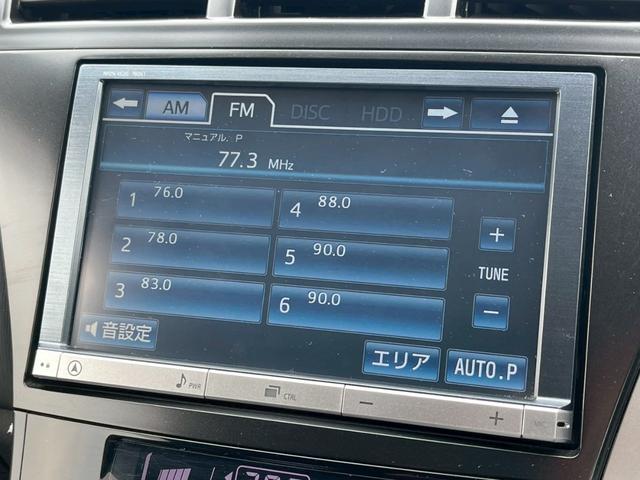 AM FM DISC HDD
マニュアル. P
77.3 MHz
1 76.0 4 88.0
+
2 78.0 5 90.0
TUNE
3 83.0 6 90.0
−
音設定
エリア AUTO.P
PWR CTRL − + MIC